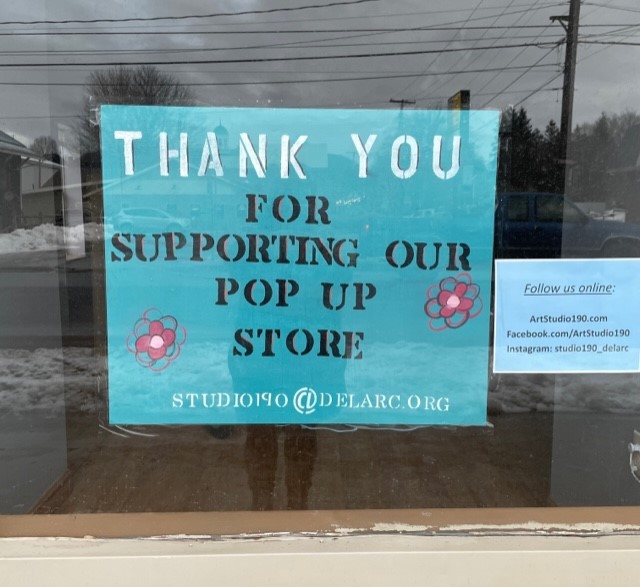 THANK YOU
FOR
SUPPORTING OUR
POP UP
STORE
STUDIO190@DELARC.ORG
Follow us online:
ArtStudio190.com
Facebook.com/ArtStudio190
Instagram: studio190_delarc